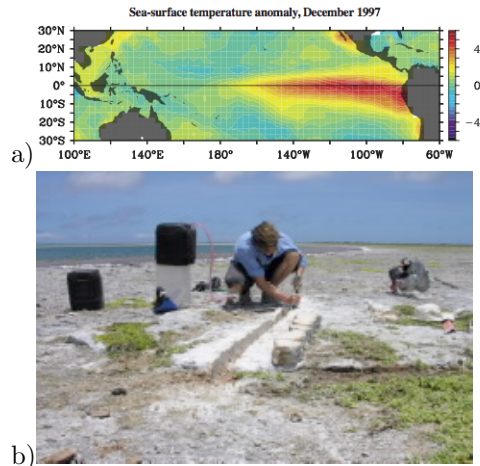 Sea-surface temperature anomaly, December 1997
30°N
20°N
10°N
0°
10°S
20°S
30°S
4
0
−4
a)
100°E 140°E 180° 140°W 100°W 60°W
b)